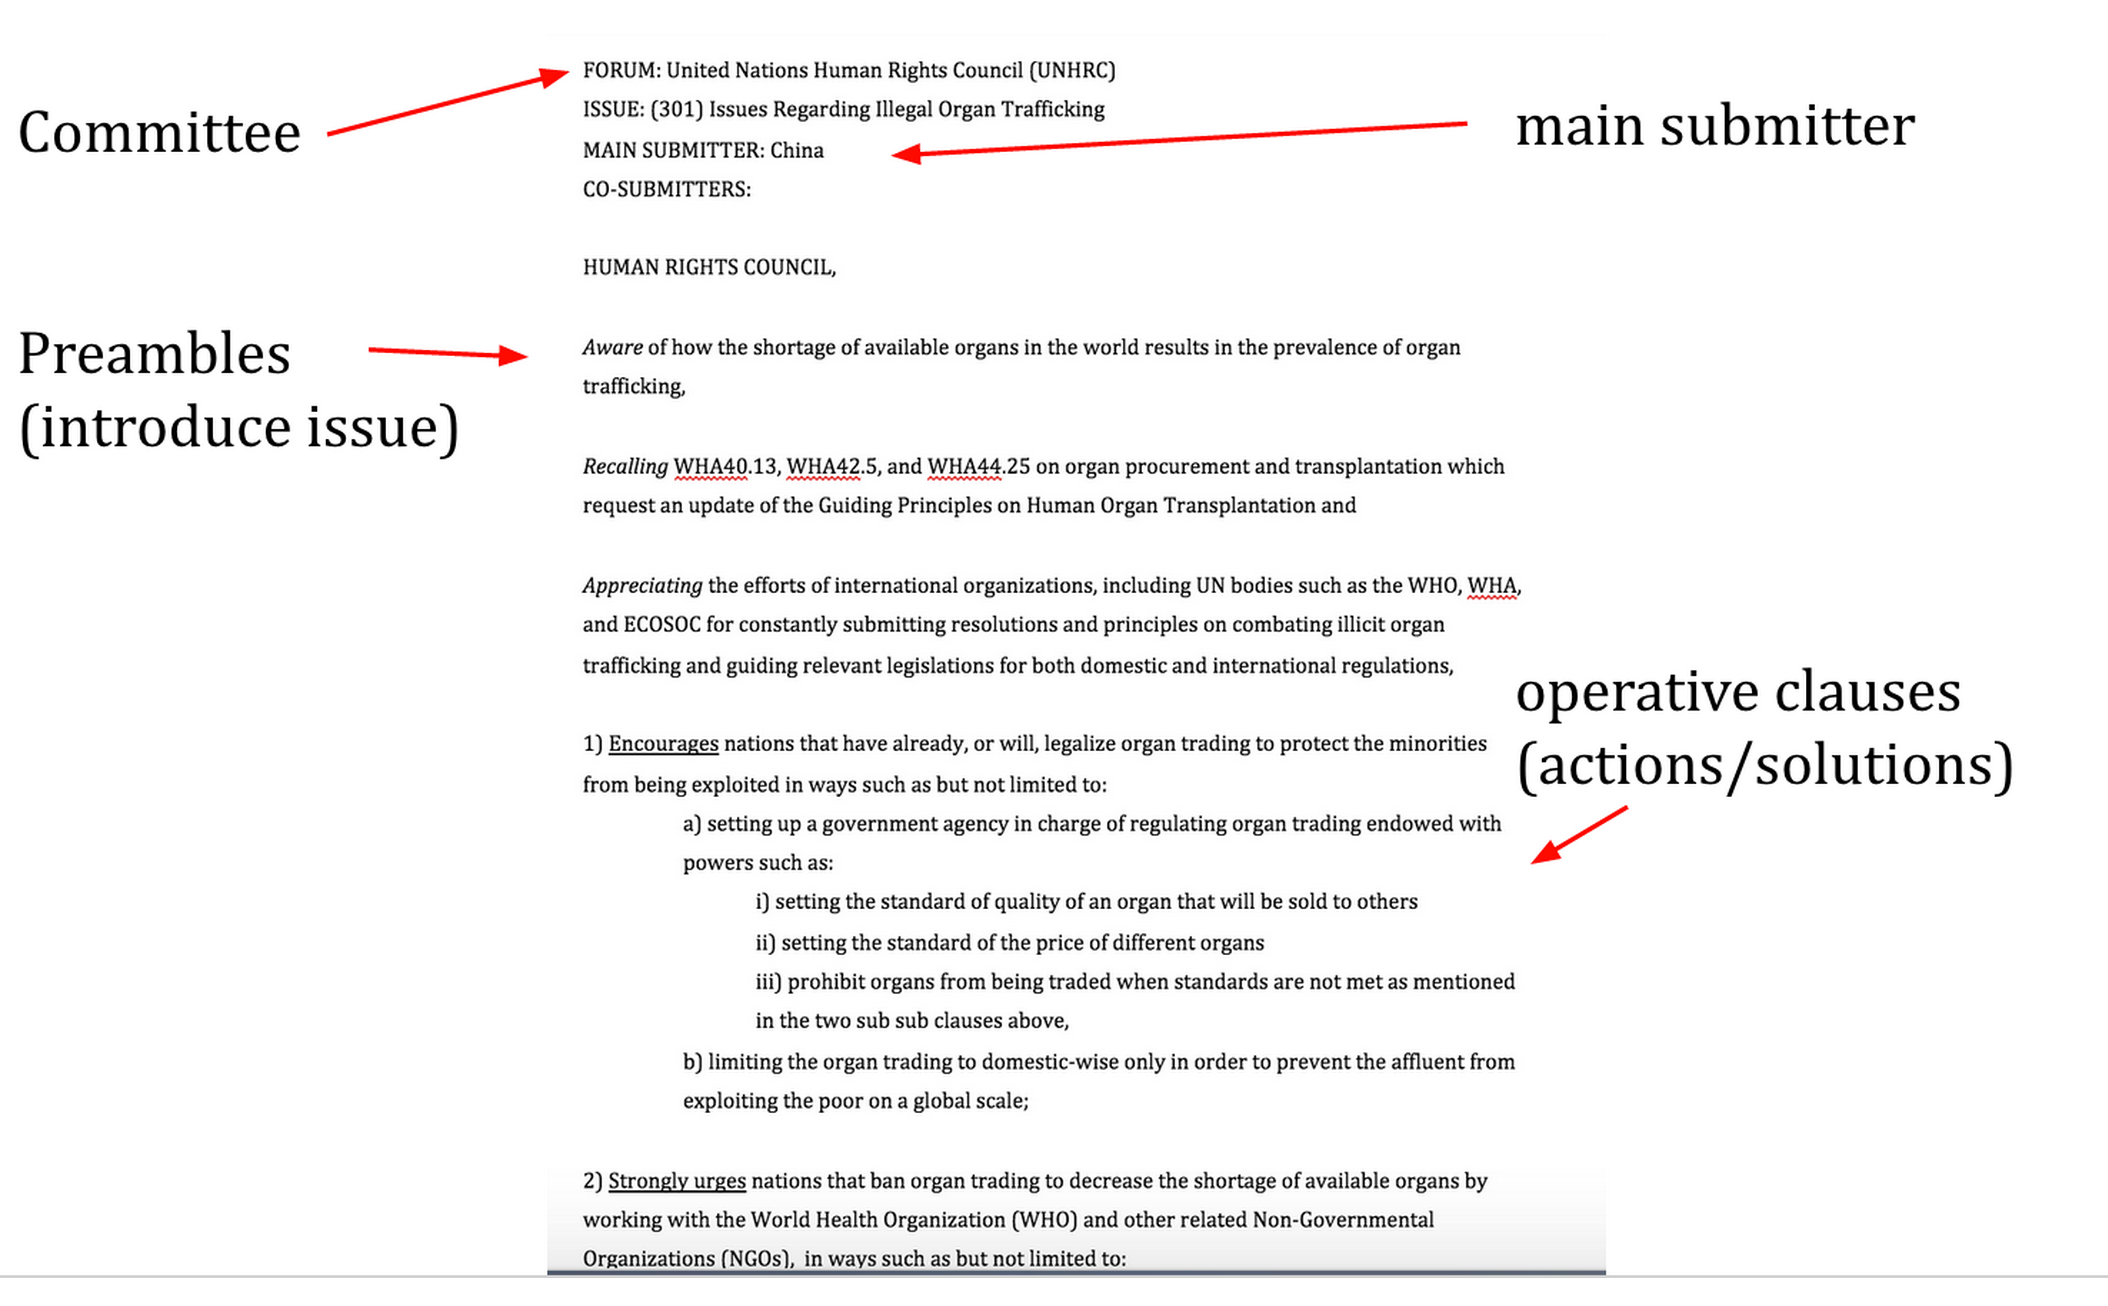 FORUM: United Nations Human Rights Council (UNHRC)
Committee
ISSUE: (301) Issues Regarding Illegal Organ Trafficking
main submitter
MAIN SUBMITTER: China
CO-SUBMITTERS:
HUMAN RIGHTS COUNCIL,
Preambles
(introduce issue)
Aware of how the shortage of available organs in the world results in the prevalence of organ
trafficking,
Recalling WHA40.13, WHA42.5, and WHA44.25 on organ procurement and transplantation which
request an update of the Guiding Principles on Human Organ Transplantation and
Appreciating the efforts of international organizations, including UN bodies such as the WHO, WHA,
and ECOSOC for constantly submitting resolutions and principles on combating illicit organ
trafficking and guiding relevant legislations for both domestic and international regulations,
operative clauses
(actions/solutions)
1) Encourages nations that have already, or will, legalize organ trading to protect the minorities
from being exploited in ways such as but not limited to:
a) setting up a government agency in charge of regulating organ trading endowed with
powers such as:
i) setting the standard of quality of an organ that will be sold to others
ii) setting the standard of the price of different organs
iii) prohibit organs from being traded when standards are not met as mentioned
in the two sub sub clauses above,
b) limiting the organ trading to domestic-wise only in order to prevent the affluent from
exploiting the poor on a global scale;
2) Strongly urges nations that ban organ trading to decrease the shortage of available organs by
working with the World Health Organization (WHO) and other related Non-Governmental
Organizations (NGOs), in ways such as but not limited to: